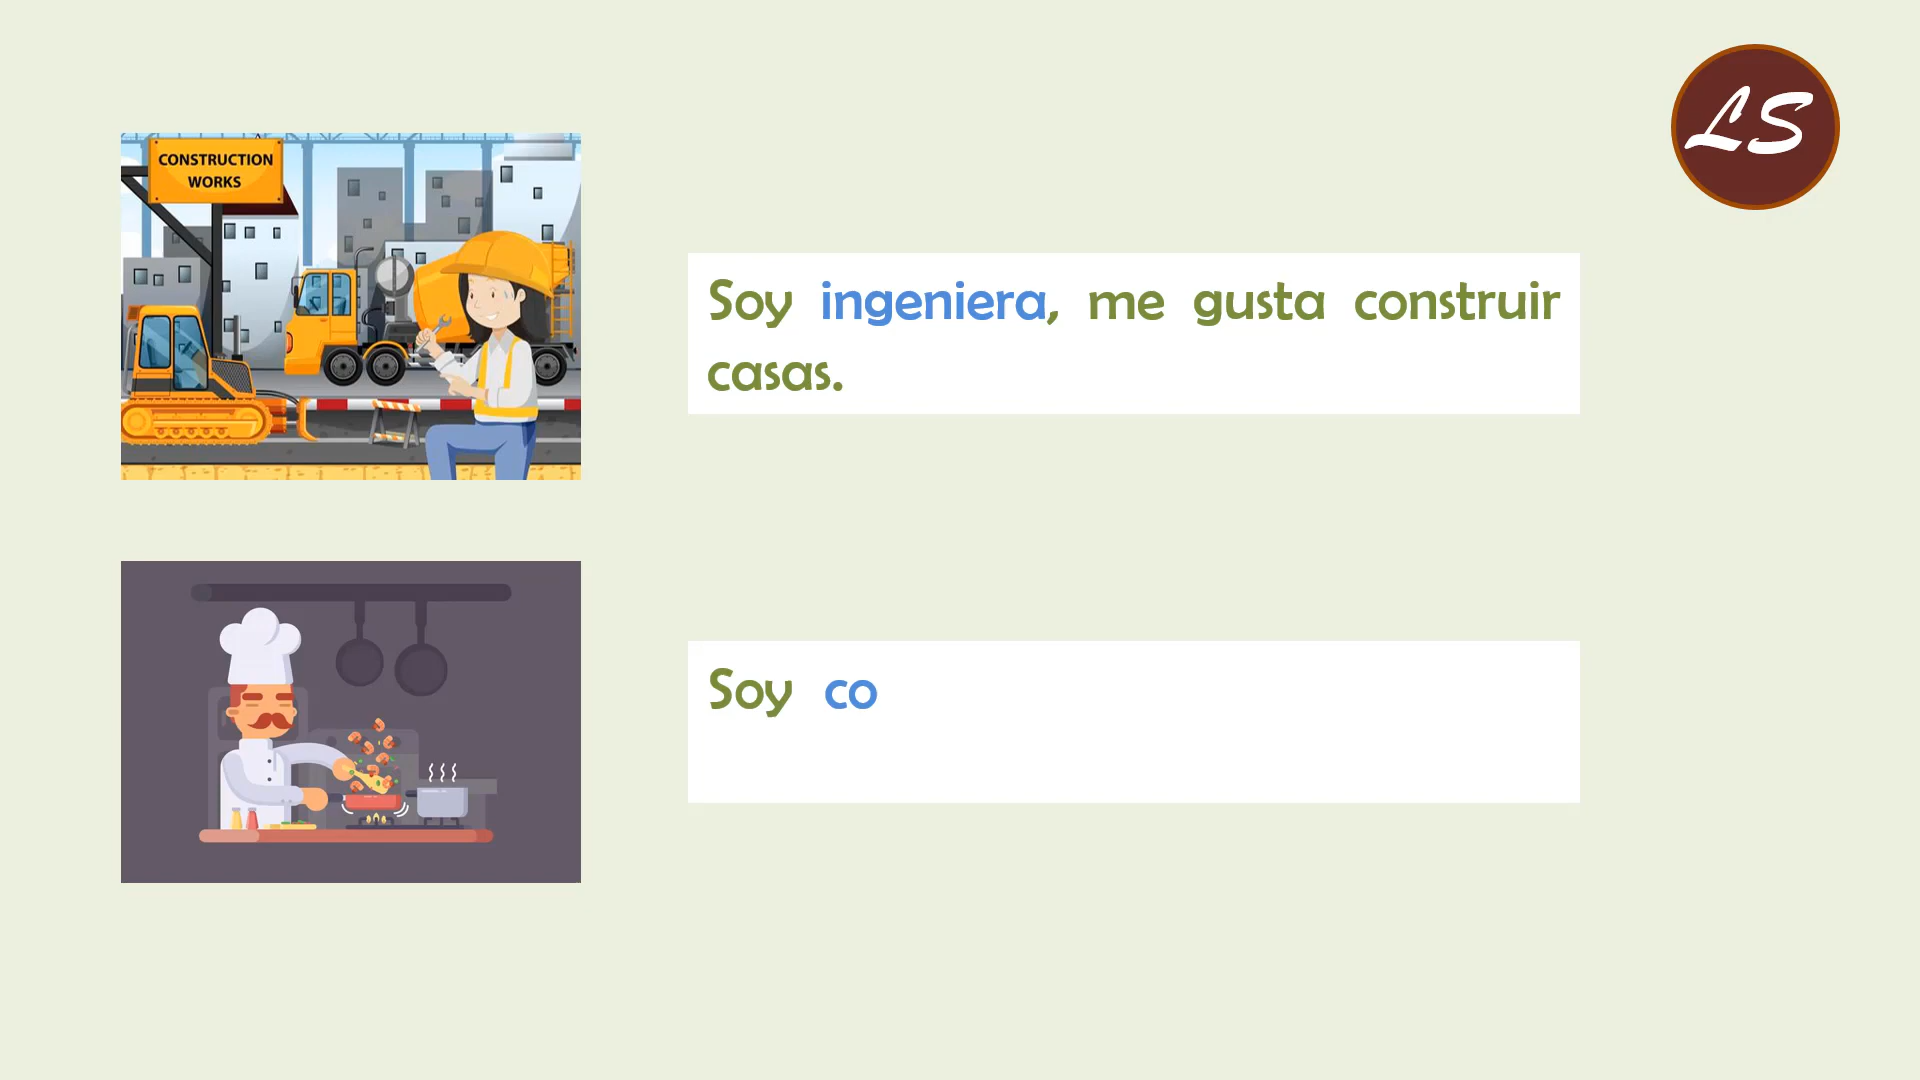 CONSTRUCTION
WORKS
LS
Soy ingeniera, me gusta construir
casas.
Soy co